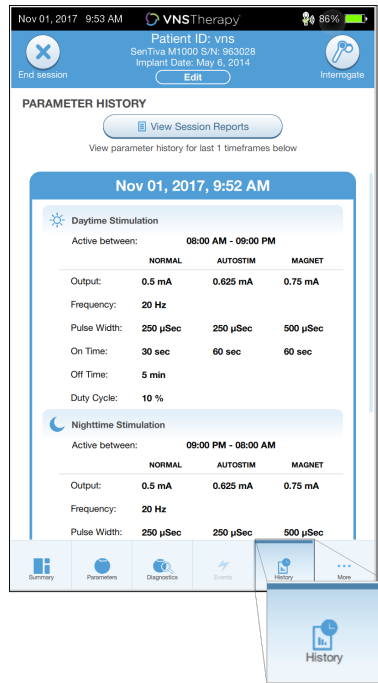 Nov 01, 2017 9:53 AM VNSTherapy 86%
Patient ID: vns
SenTiva M1000 S/N: 963028
Implant Date: May 6, 2014
End session Edit Interrogate
PARAMETER HISTORY
View Session Reports
View parameter history for last 1 timeframes below
Nov 01, 2017, 9:52 AM
Daytime Stimulation
Active between: 08:00 AM - 09:00 PM
NORMAL AUTOSTIM MAGNET
Output: 0.5 mA 0.625 mA 0.75 mA
Frequency: 20 Hz
Pulse Width: 250 µSec 250 µSec 500 µSec
On Time: 30 sec 60 sec 60 sec
Off Time: 5 min
Duty Cycle: 10 %
Nighttime Stimulation
Active between: 09:00 PM - 08:00 AM
NORMAL AUTOSTIM MAGNET
Output: 0.5 mA 0.625 mA 0.75 mA
Frequency: 20 Hz
Pulse Width: 250 µSec 250 µSec 500 µSec
Summary Parameters Diagnostics Events History More
History